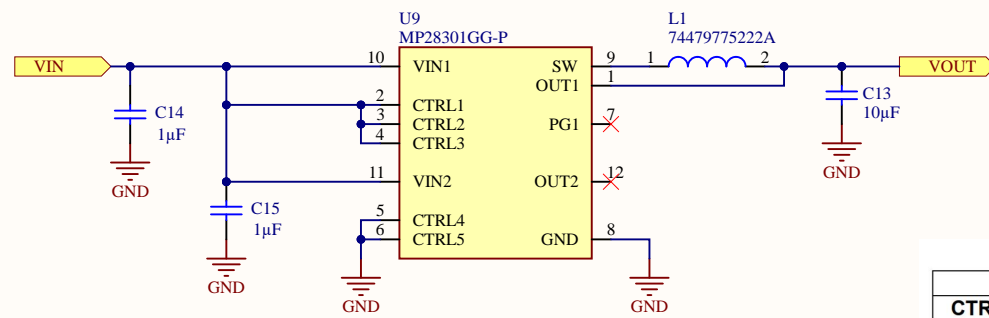 U9
MP28301GG-P
L1
74479775222A
VIN
10
VIN1
SW
9
1
2
VOUT
OUT1
1
2
CTRL1
3
CTRL2
4
CTRL3
PG1
7
C14
1µF
C13
10µF
GND
GND
11
VIN2
OUT2
12
C15
1µF
5
CTRL4
6
CTRL5
GND
8
GND
GND
GND
CTR